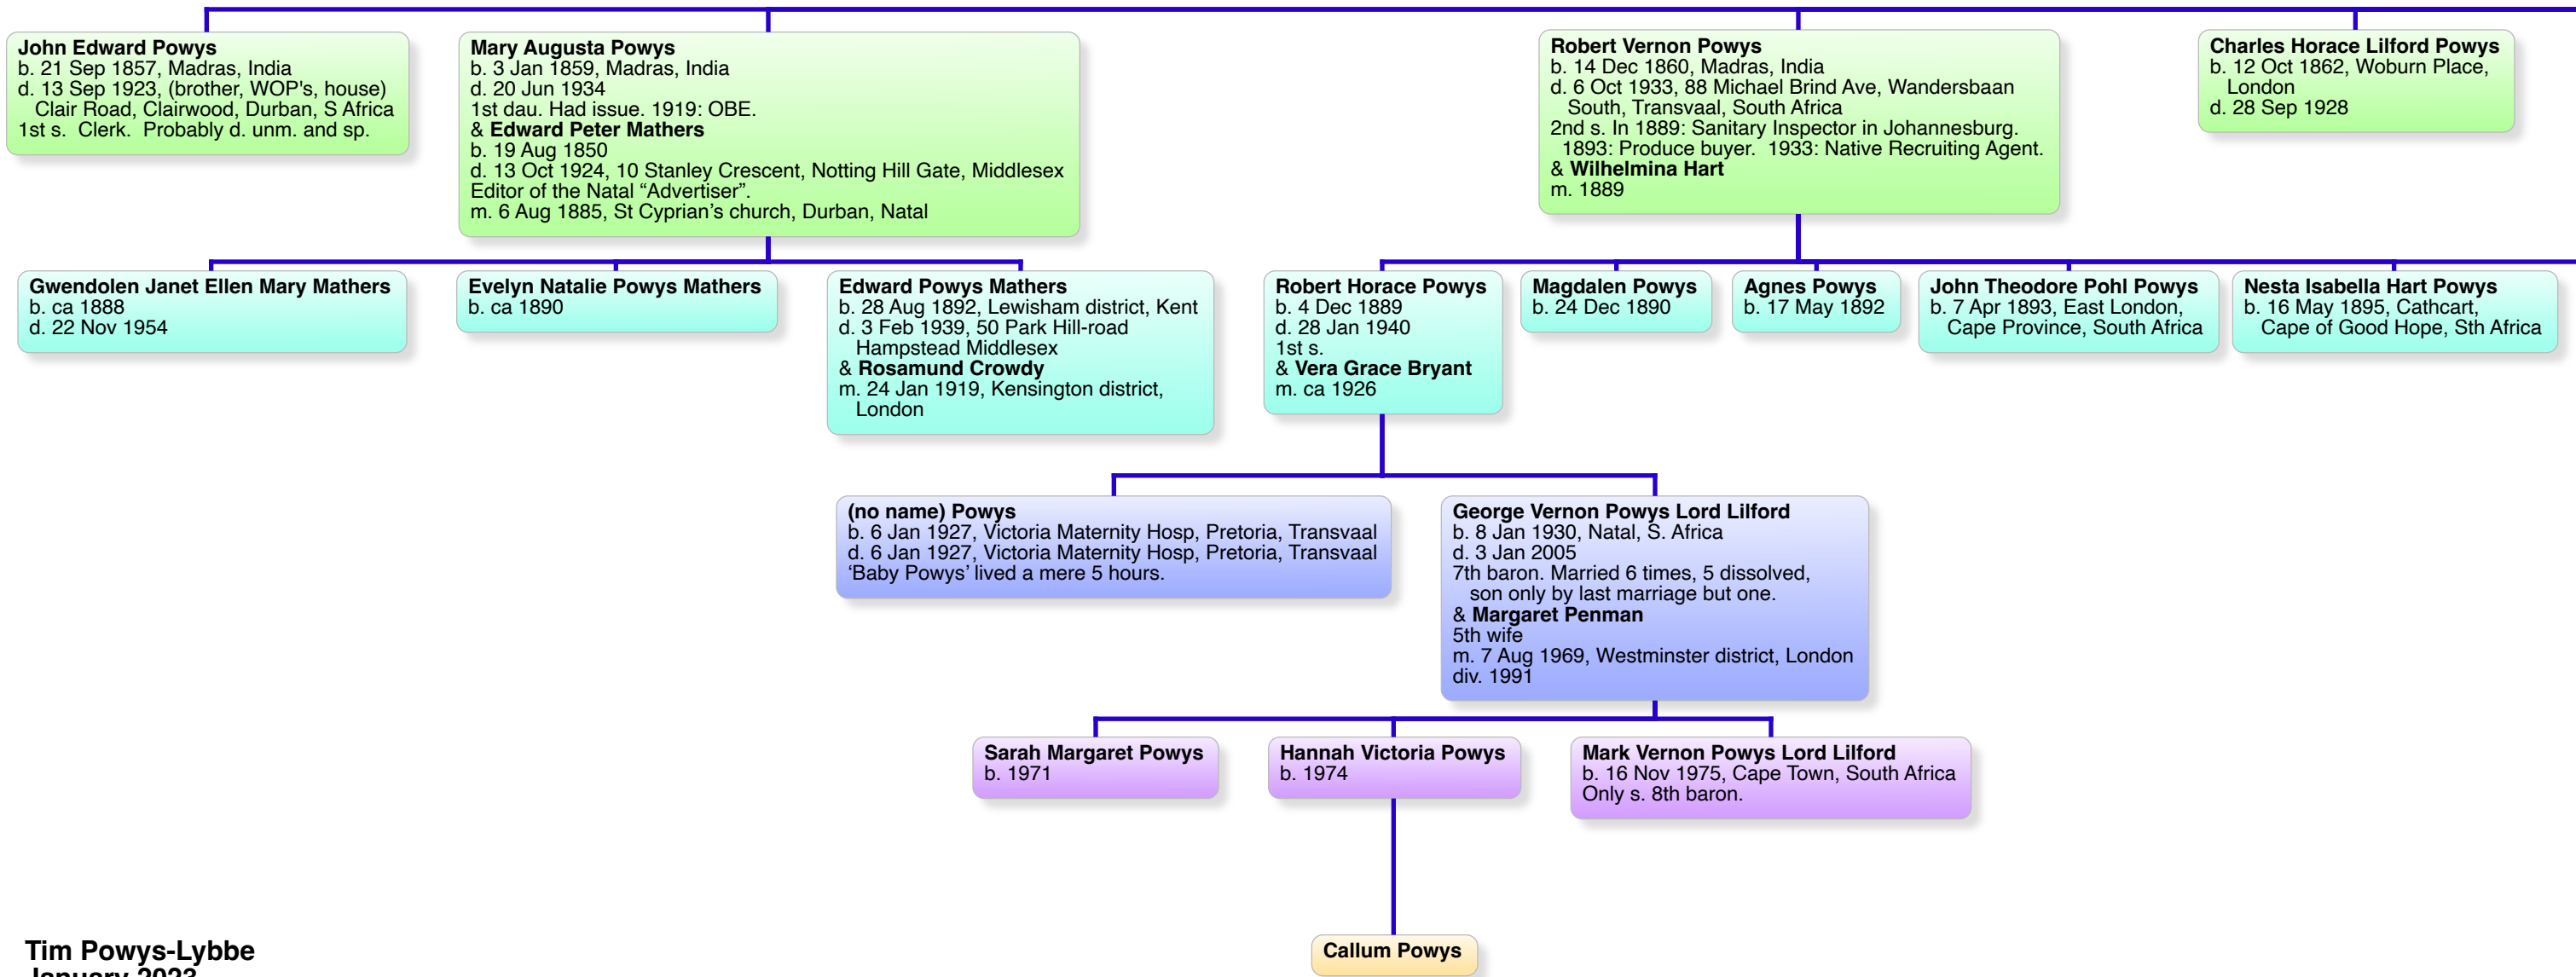 John Edward Powys
b. 21 Sep 1857, Madras, India
d. 13 Sep 1923, (brother, WOP's, house)
Clair Road, Clairwood, Durban, S Africa
1st s.  Clerk.  Probably d. unm. and sp.
Mary Augusta Powys
b. 3 Jan 1859, Madras, India
d. 20 Jun 1934
1st dau. Had issue. 1919: OBE.
& Edward Peter Mathers
b. 19 Aug 1850
d. 13 Oct 1924, 10 Stanley Crescent, Notting Hill Gate, Middlesex
Editor of the Natal “Advertiser”.
m. 6 Aug 1885, St Cyprian’s church, Durban, Natal
Robert Vernon Powys
b. 14 Dec 1860, Madras, India
d. 6 Oct 1933, 88 Michael Brind Ave, Wandersbaan
South, Transvaal, South Africa
2nd s. In 1889: Sanitary Inspector in Johannesburg.
1893: Produce buyer.  1933: Native Recruiting Agent.
& Wilhelmina Hart
m. 1889
Charles Horace Lilford Powys
b. 12 Oct 1862, Woburn Place,
London
d. 28 Sep 1928
Gwendolen Janet Ellen Mary Mathers
b. ca 1888
d. 22 Nov 1954
Evelyn Natalie Powys Mathers
b. ca 1890
Edward Powys Mathers
b. 28 Aug 1892, Lewisham district, Kent
d. 3 Feb 1939, 50 Park Hill-road
Hampstead Middlesex
& Rosamund Crowdy
m. 24 Jan 1919, Kensington district,
London
Robert Horace Powys
b. 4 Dec 1889
d. 28 Jan 1940
1st s.
& Vera Grace Bryant
m. ca 1926
Magdalen Powys
b. 24 Dec 1890
Agnes Powys
b. 17 May 1892
John Theodore Pohl Powys
b. 7 Apr 1893, East London,
Cape Province, South Africa
Nesta Isabella Hart Powys
b. 16 May 1895, Cathcart,
Cape of Good Hope, Sth Africa
(no name) Powys
b. 6 Jan 1927, Victoria Maternity Hosp, Pretoria, Transvaal
d. 6 Jan 1927, Victoria Maternity Hosp, Pretoria, Transvaal
‘Baby Powys’ lived a mere 5 hours.
George Vernon Powys Lord Lilford
b. 8 Jan 1930, Natal, S. Africa
d. 3 Jan 2005
7th baron. Married 6 times, 5 dissolved,
son only by last marriage but one.
& Margaret Penman
5th wife
m. 7 Aug 1969, Westminster district, London
div. 1991
Sarah Margaret Powys
b. 1971
Hannah Victoria Powys
b. 1974
Mark Vernon Powys Lord Lilford
b. 16 Nov 1975, Cape Town, South Africa
Only s. 8th baron.
Callum Powys
Tim Powys-Lybbe
January 2023